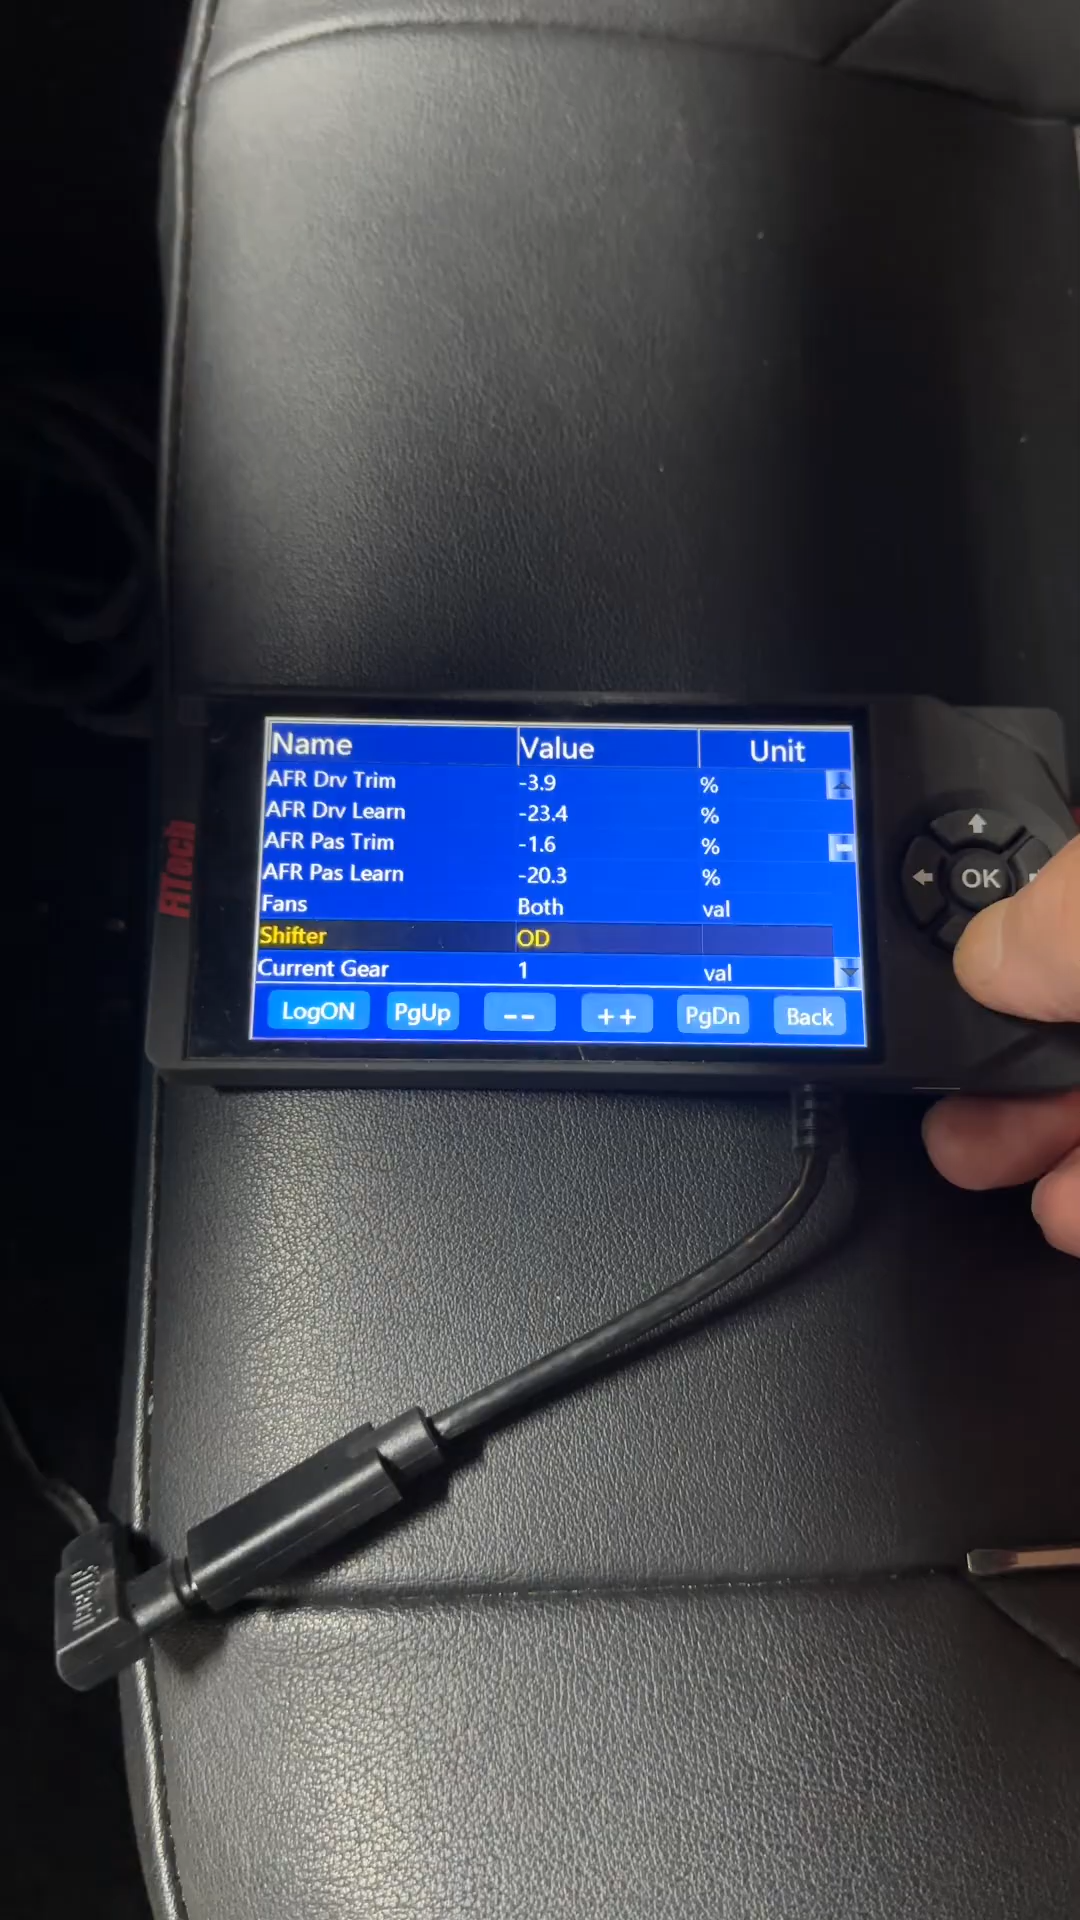 Name Value Unit
AFR Drv Trim -3.9 %
AFR Drv Learn -23.4 %
AFR Pas Trim -1.6 %
AFR Pas Learn -20.3 %
Fans Both val
Shifter OD
Current Gear 1 val
LogON PgUp -- ++ PgDn Back
FiTech
OK